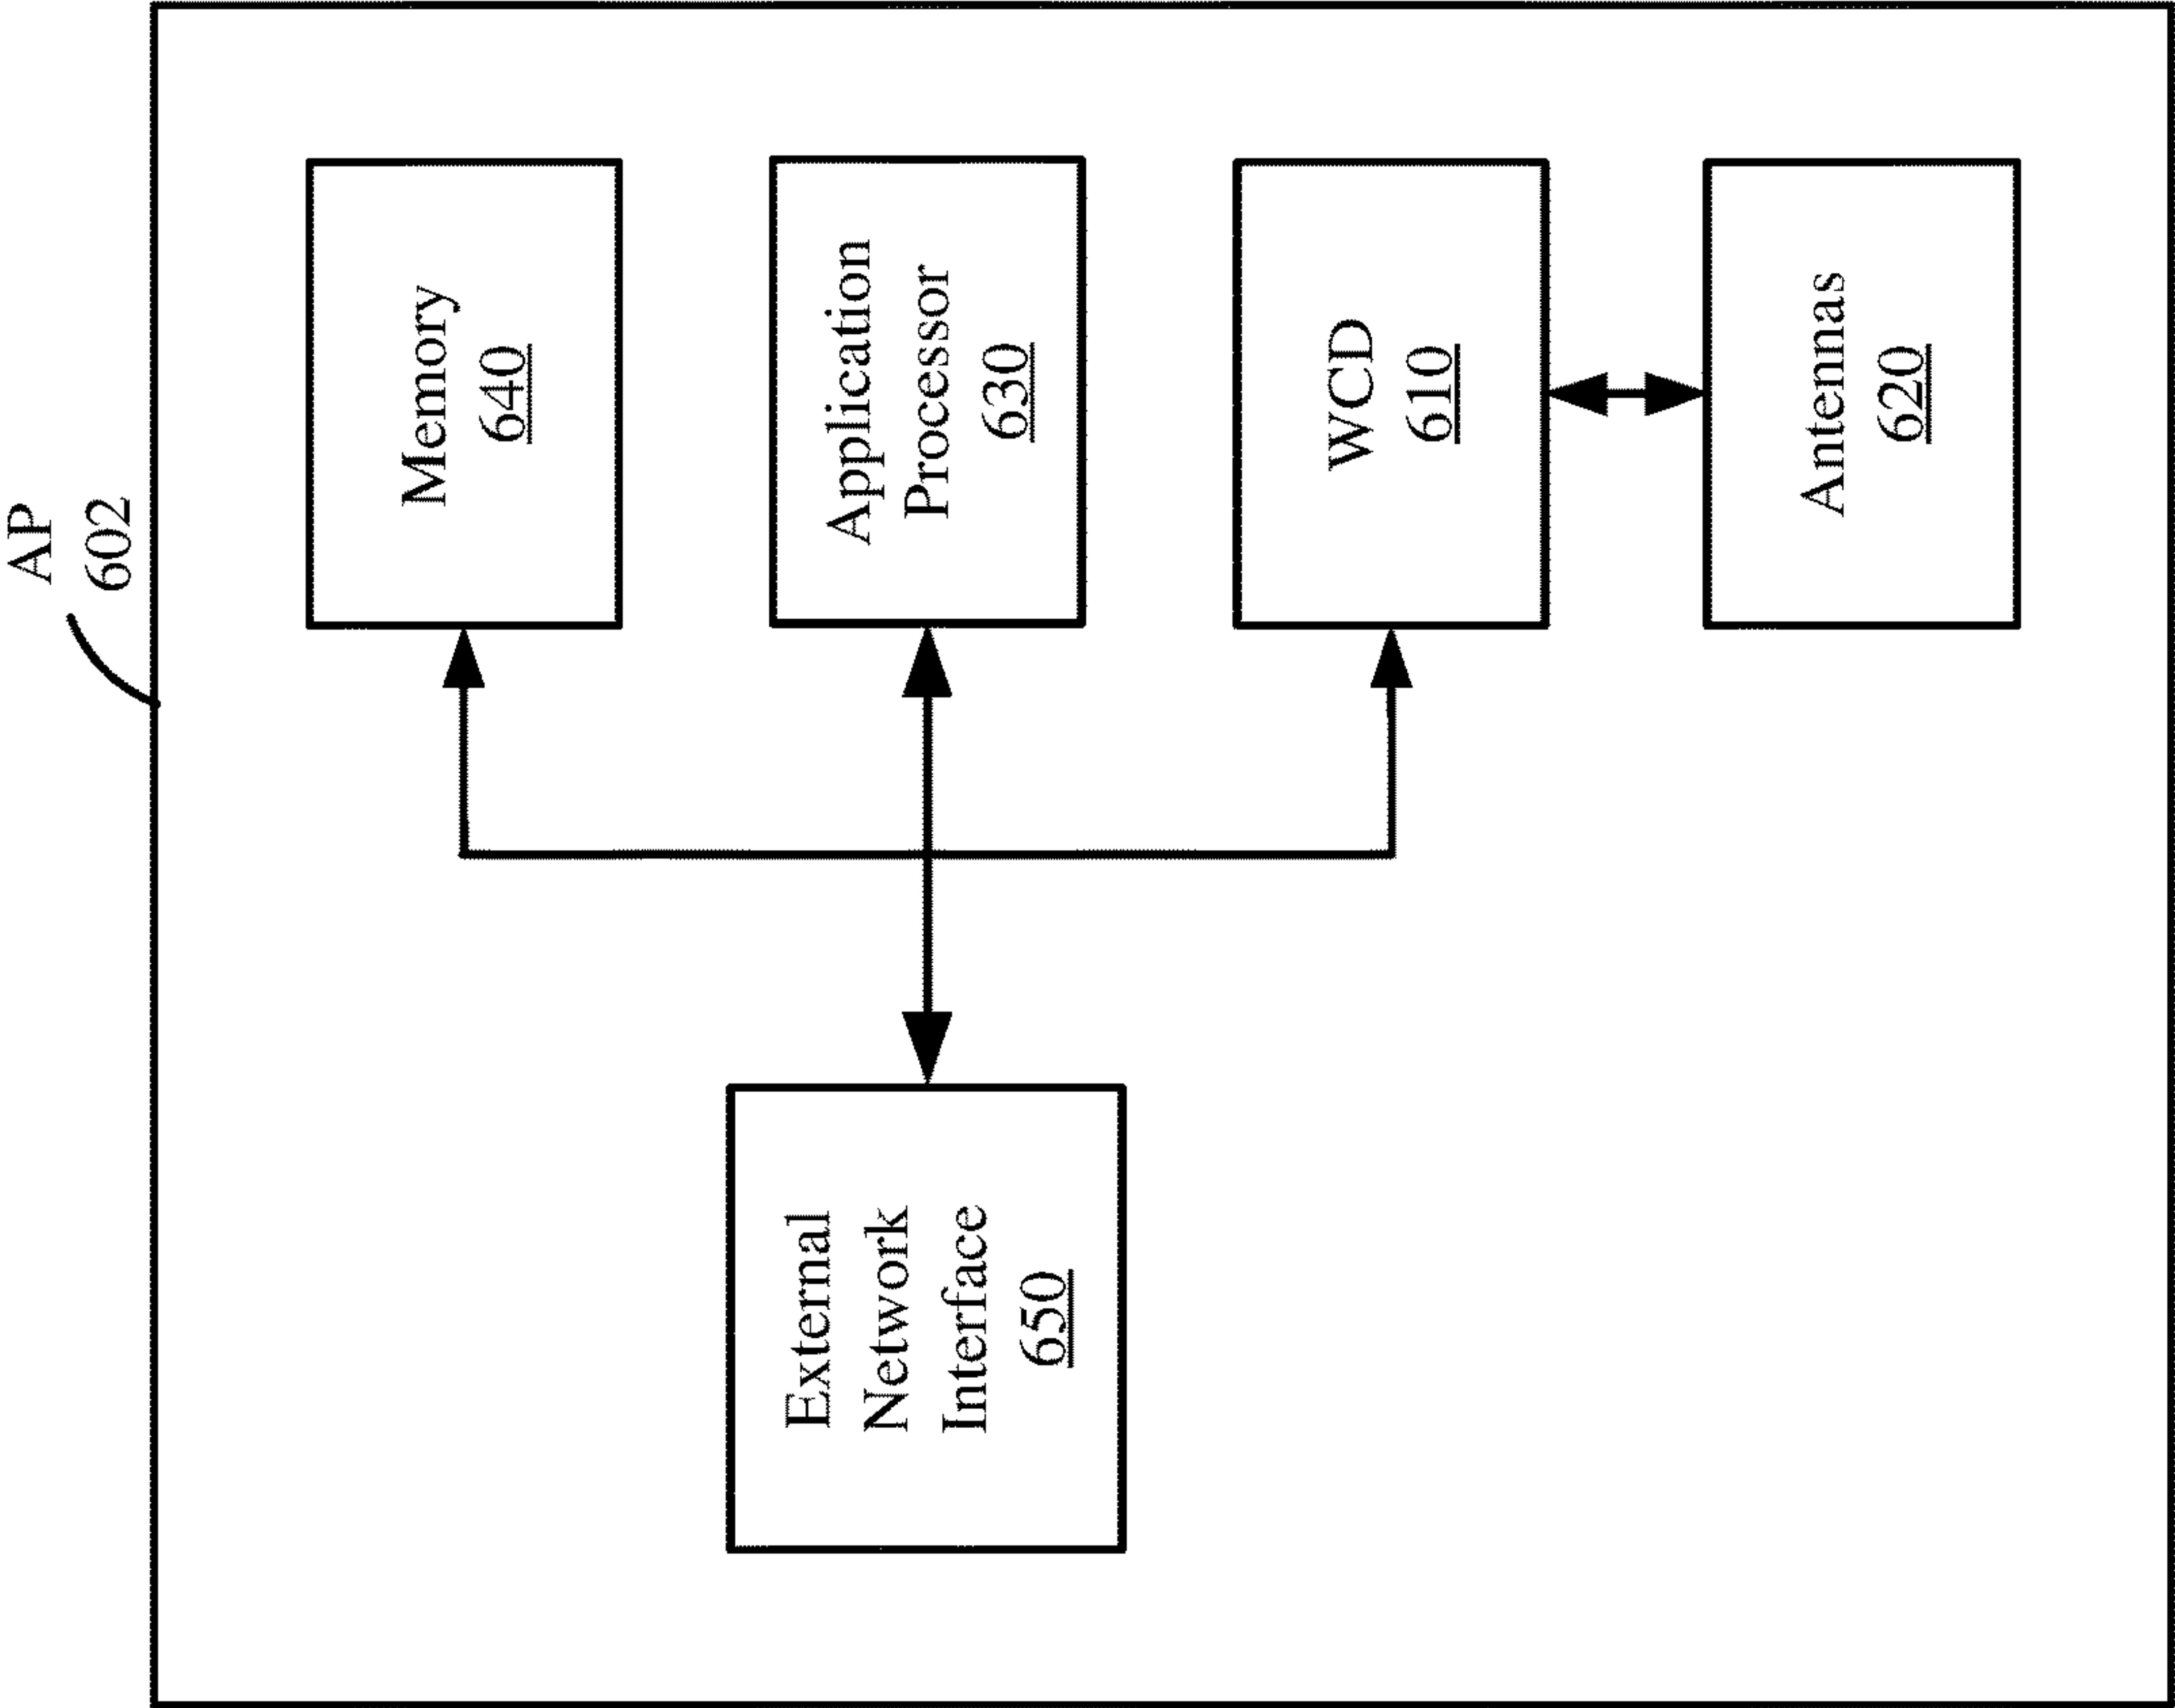 AP
602
Memory
640
Application
Processor
630
External
Network
Interface
650
WCD
610
Antennas
620